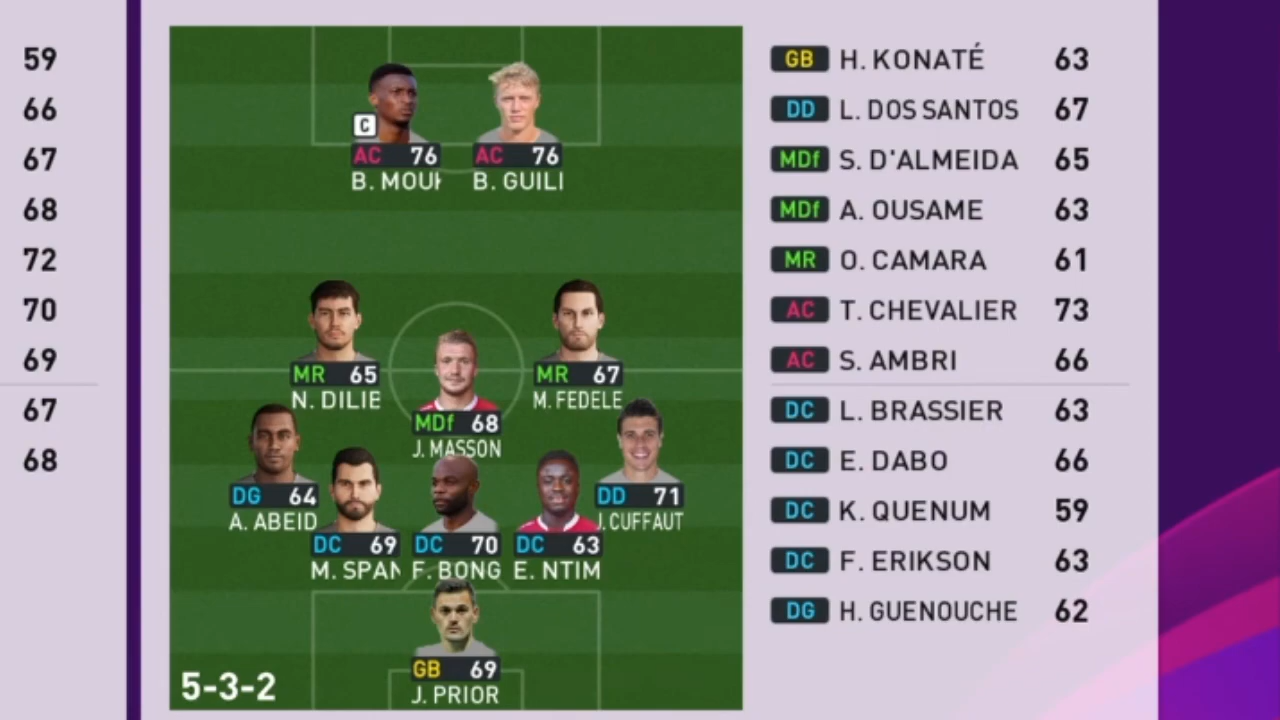 59
66
67
68
72
70
69
67
68
C
AC 76
B. MOUK
AC 76
B. GUILI
MR 65
N. DILIE
MR 67
M. FEDELE
MDf 68
J. MASSON
DG 64
A. ABEID
DD 71
J. CUFFAUT
DC 69
M. SPAN
DC 70
F. BONG
DC 63
E. NTIM
GB 69
J. PRIOR
5-3-2
GB H. KONATÉ 63
DD L. DOS SANTOS 67
MDf S. D'ALMEIDA 65
MDf A. OUSAME 63
MR O. CAMARA 61
AC T. CHEVALIER 73
AC S. AMBRI 66
DC L. BRASSIER 63
DC E. DABO 66
DC K. QUENUM 59
DC F. ERIKSON 63
DG H. GUENOUCHE 62